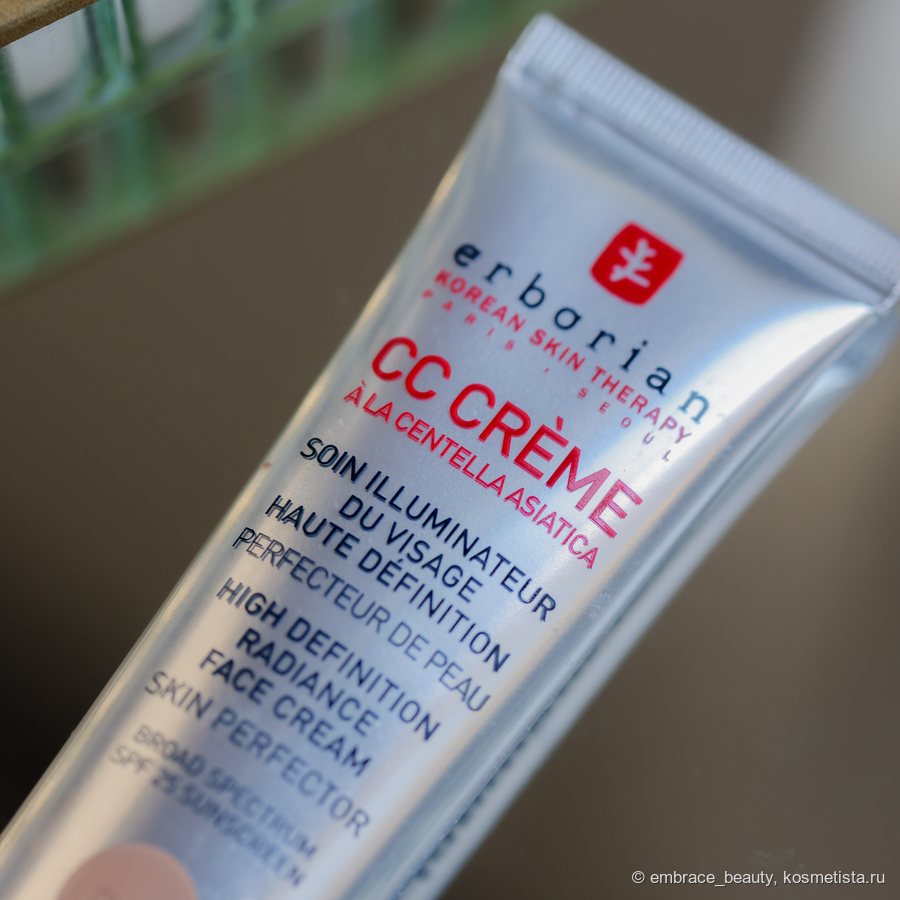 erborian
KOREAN SKIN THERAPY
PARIS ' SEOUL
CC CRÈME
À LA CENTELLA ASIATICA
SOIN ILLUMINATEUR
DU VISAGE
HAUTE DÉFINITION
PERFECTEUR DE PEAU
HIGH DEFINITION
RADIANCE
FACE CREAM
SKIN PERFECTOR
BROAD SPECTRUM
SPF 25 SUNSCREEN
© embrace_beauty, kosmetista.ru